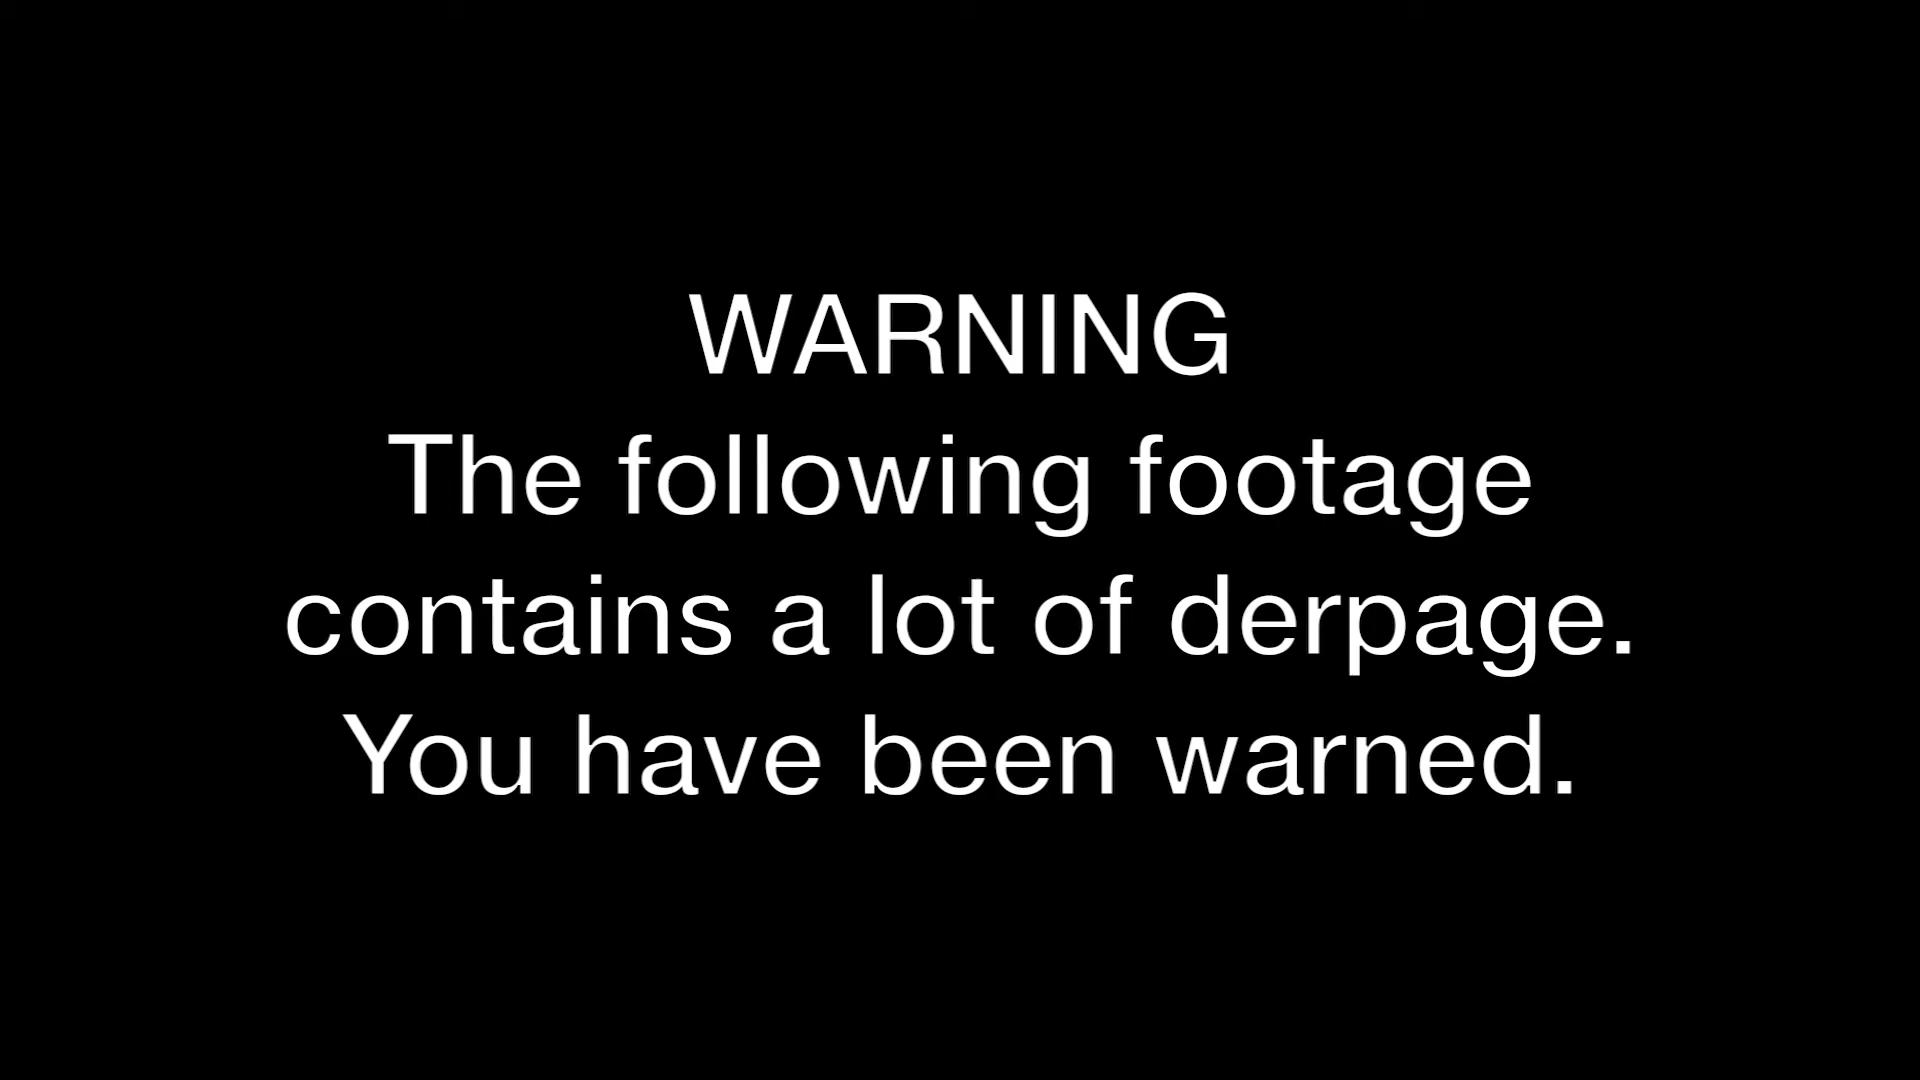 WARNING
The following footage
contains a lot of derpage.
You have been warned.